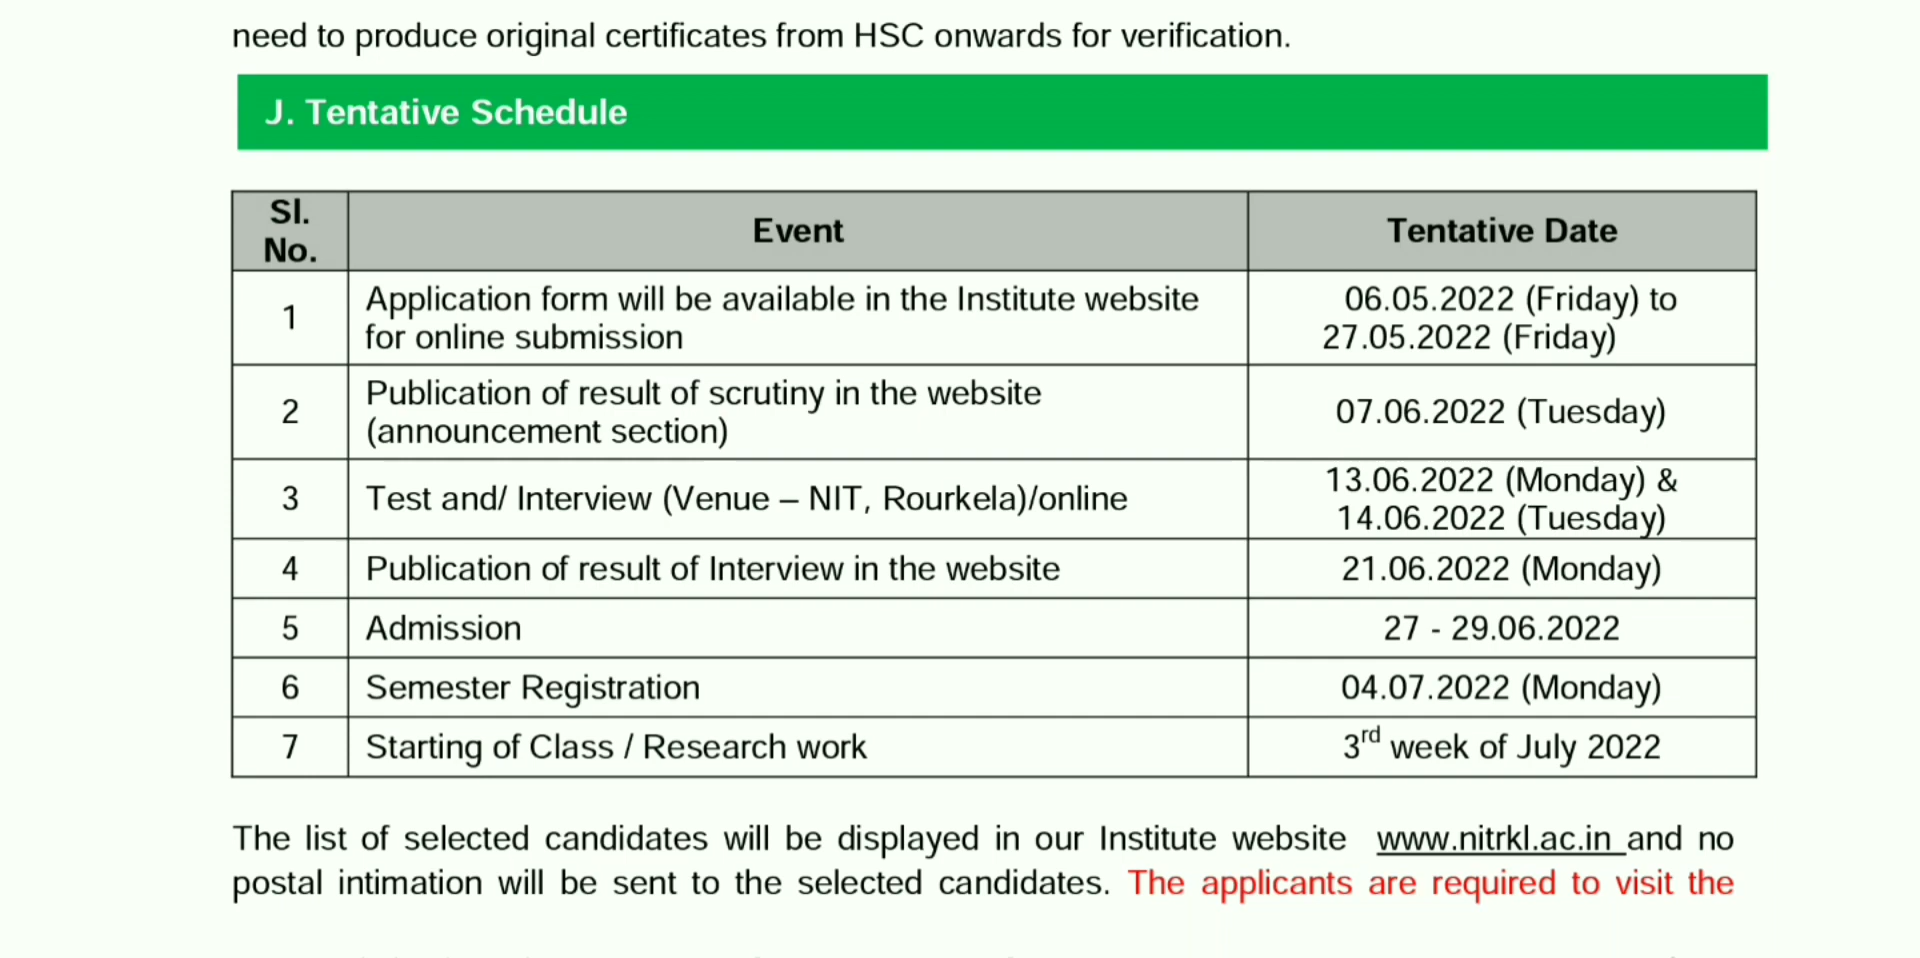 need to produce original certificates from HSC onwards for verification.
J. Tentative Schedule
Sl.
No.
Event
Tentative Date
1
Application form will be available in the Institute website
for online submission
06.05.2022 (Friday) to
27.05.2022 (Friday)
2
Publication of result of scrutiny in the website
(announcement section)
07.06.2022 (Tuesday)
3
Test and/ Interview (Venue – NIT, Rourkela)/online
13.06.2022 (Monday) &
14.06.2022 (Tuesday)
4
Publication of result of Interview in the website
21.06.2022 (Monday)
5
Admission
27 - 29.06.2022
6
Semester Registration
04.07.2022 (Monday)
7
Starting of Class / Research work
3rd week of July 2022
The list of selected candidates will be displayed in our Institute website www.nitrkl.ac.in and no
postal intimation will be sent to the selected candidates. The applicants are required to visit the